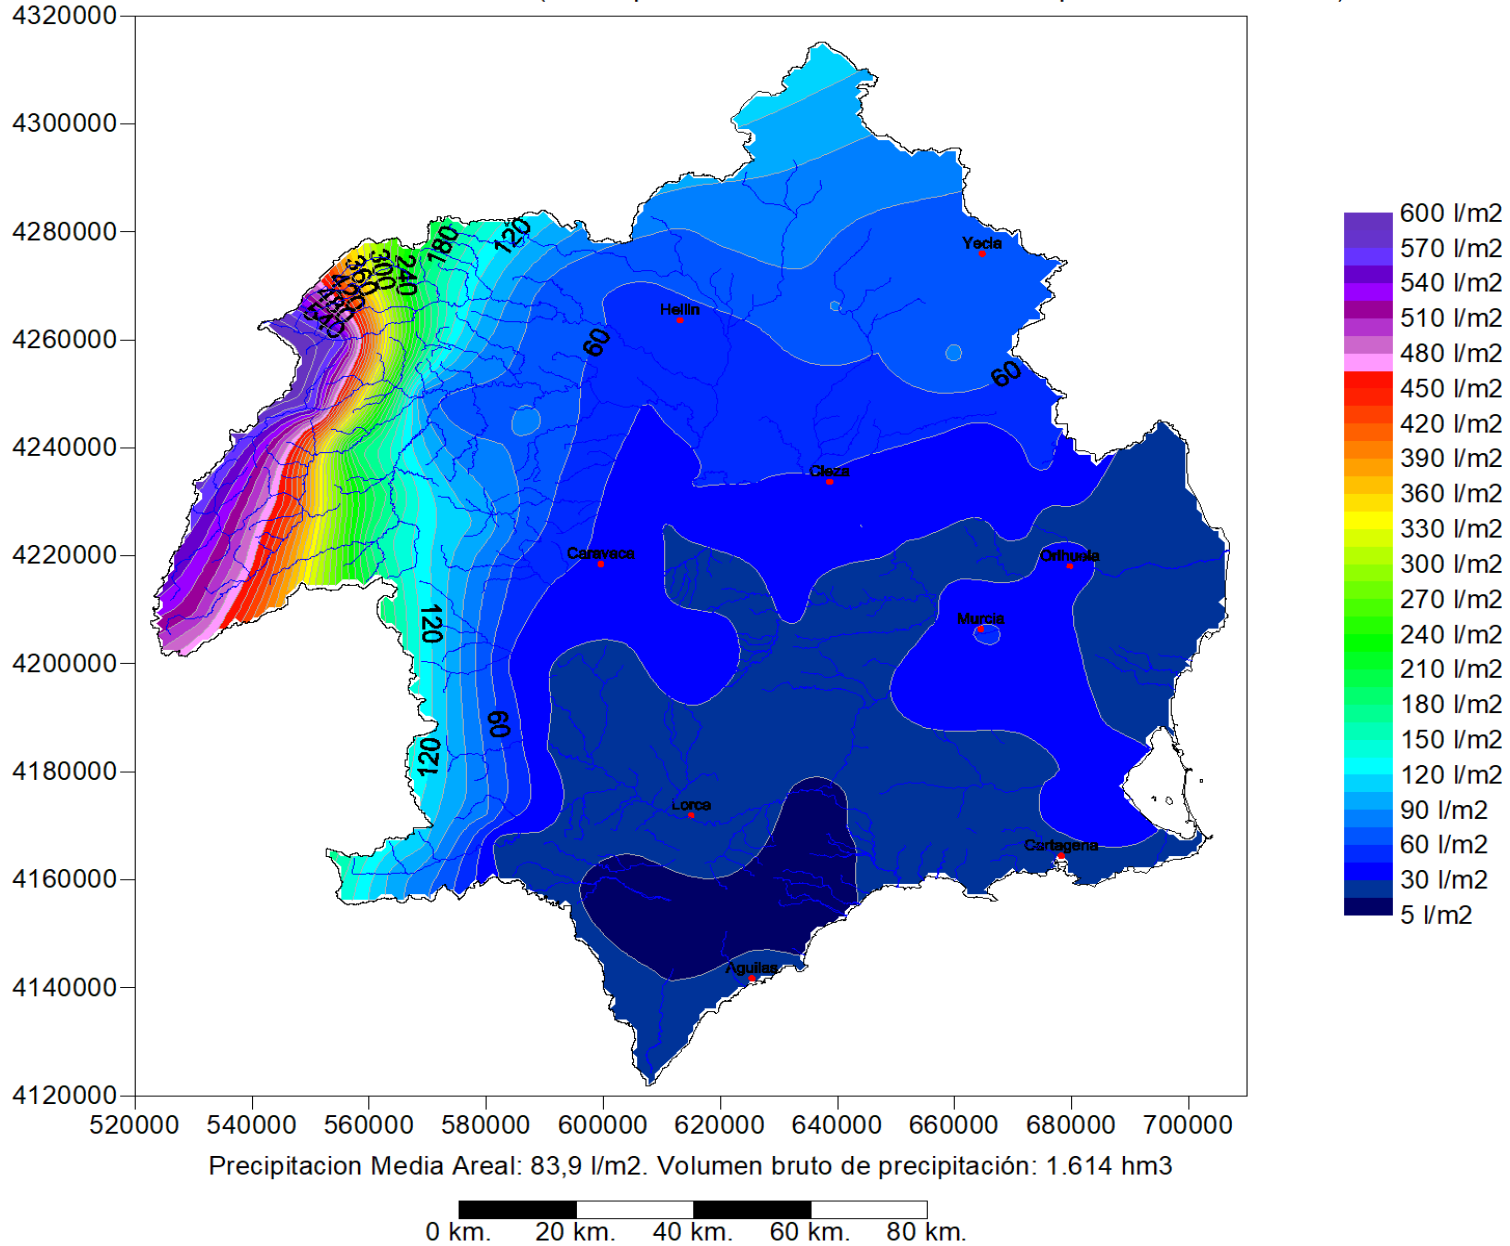 4320000
4300000
4280000
4260000
4240000
4220000
4200000
4180000
4160000
4140000
4120000
520000 540000 560000 580000 600000 620000 640000 660000 680000 700000
180
120
240
300
360
420
480
540
60
60
120
60
120
Yecla
Hellin
Cieza
Caravaca
Orihuela
Murcia
Lorca
Cartagena
Aguilas
600 l/m2
570 l/m2
540 l/m2
510 l/m2
480 l/m2
450 l/m2
420 l/m2
390 l/m2
360 l/m2
330 l/m2
300 l/m2
270 l/m2
240 l/m2
210 l/m2
180 l/m2
150 l/m2
120 l/m2
90 l/m2
60 l/m2
30 l/m2
5 l/m2
Precipitacion Media Areal: 83,9 l/m2. Volumen bruto de precipitación: 1.614 hm3
0 km. 20 km. 40 km. 60 km. 80 km.